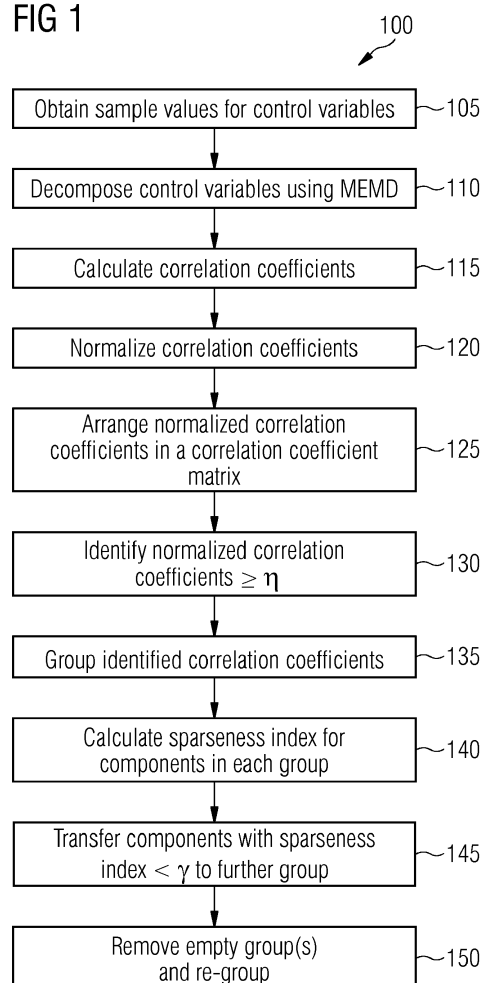 FIG 1
100
Obtain sample values for control variables
105
Decompose control variables using MEMD
110
Calculate correlation coefficients
115
Normalize correlation coefficients
120
Arrange normalized correlation
coefficients in a correlation coefficient
matrix
125
Identify normalized correlation
coefficients ≥ η
130
Group identified correlation coefficients
135
Calculate sparseness index for
components in each group
140
Transfer components with sparseness
index < γ to further group
145
Remove empty group(s)
and re-group
150